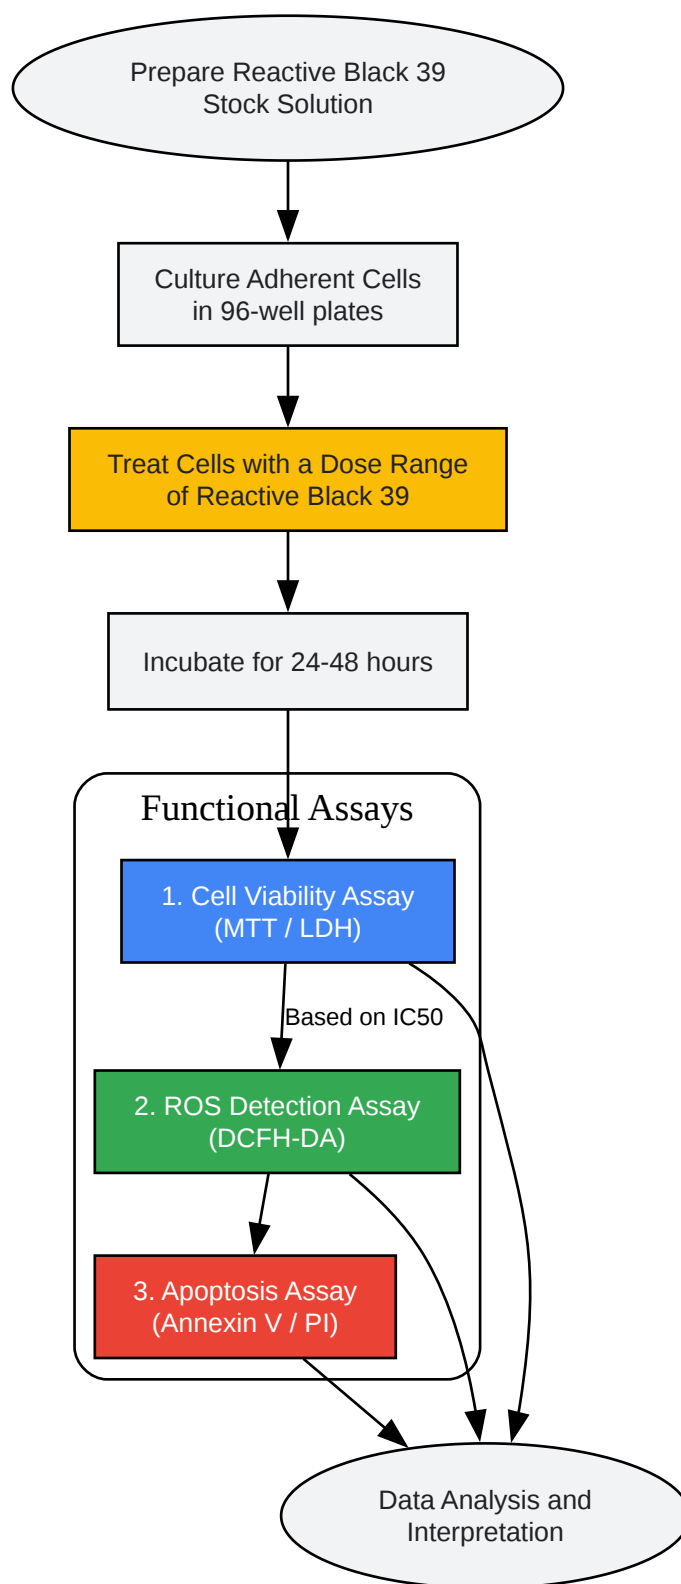 Prepare Reactive Black 39
Stock Solution
Culture Adherent Cells
in 96-well plates
Treat Cells with a Dose Range
of Reactive Black 39
Incubate for 24-48 hours
Functional Assays
1. Cell Viability Assay
(MTT / LDH)
Based on IC50
2. ROS Detection Assay
(DCFH-DA)
3. Apoptosis Assay
(Annexin V / PI)
Data Analysis and
Interpretation